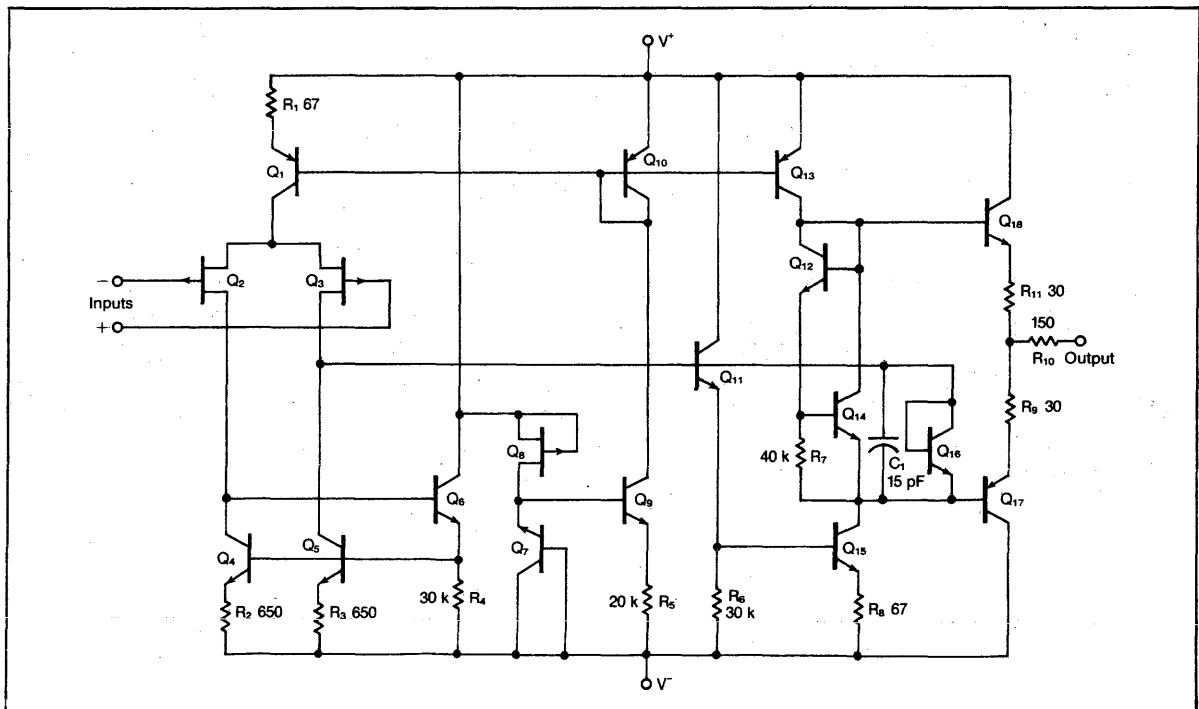 V+
R1 67
Q1
Q10
Q13
Q18
Q12
− 
Inputs
+
Q2
Q3
R11 30
150
R10 Output
Q11
R9 30
Q14
Q8
40 k R7
C1
15 pF
Q16
Q6
Q9
Q17
Q4
Q5
Q7
Q15
R2 650
R3 650
30 k R4
20 k R5
R6
30 k
R8 67
V−